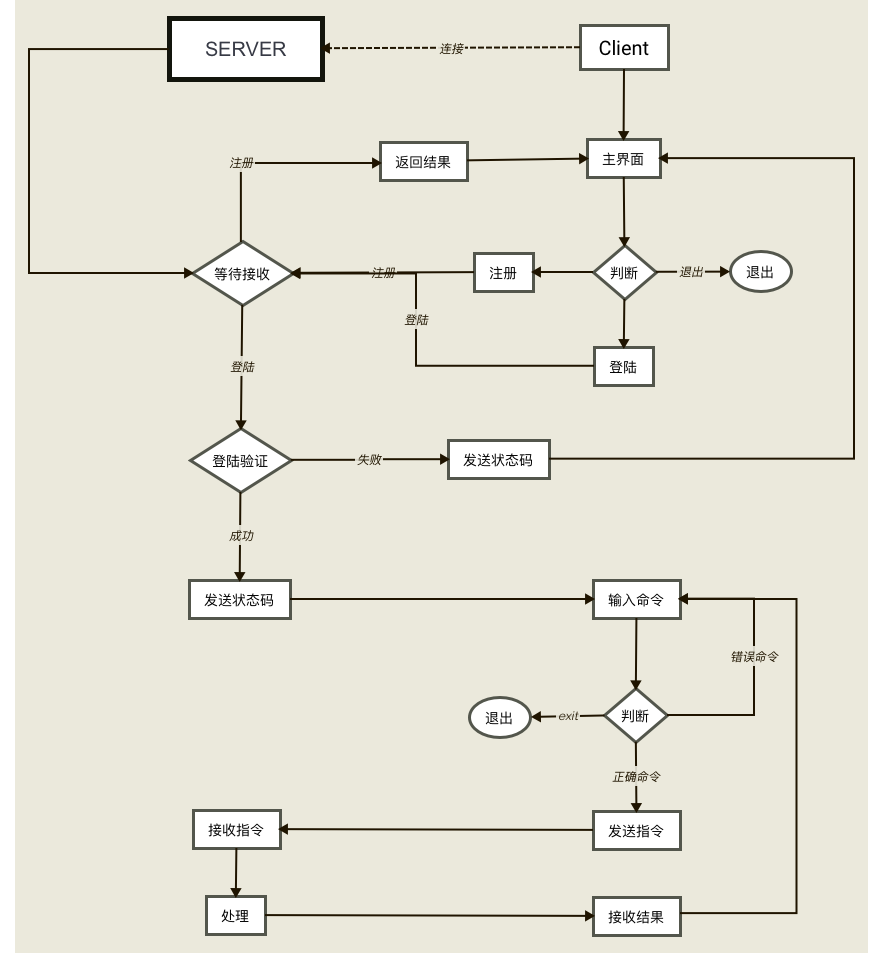 SERVER
连接
Client
注册
返回结果
主界面
等待接收
注册
注册
判断
退出
退出
登陆
登陆
登陆
登陆验证
失败
发送状态码
成功
发送状态码
输入命令
错误命令
退出
exit
判断
正确命令
接收指令
发送指令
处理
接收结果